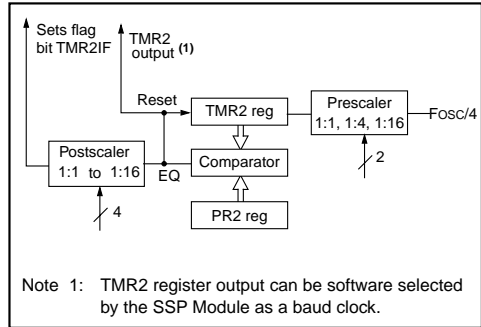 Sets flag
bit TMR2IF
TMR2
output (1)
Reset
TMR2 reg
Prescaler
1:1, 1:4, 1:16
FOSC/4
2
Postscaler
1:1 to 1:16
EQ
Comparator
4
PR2 reg
Note 1: TMR2 register output can be software selected
by the SSP Module as a baud clock.